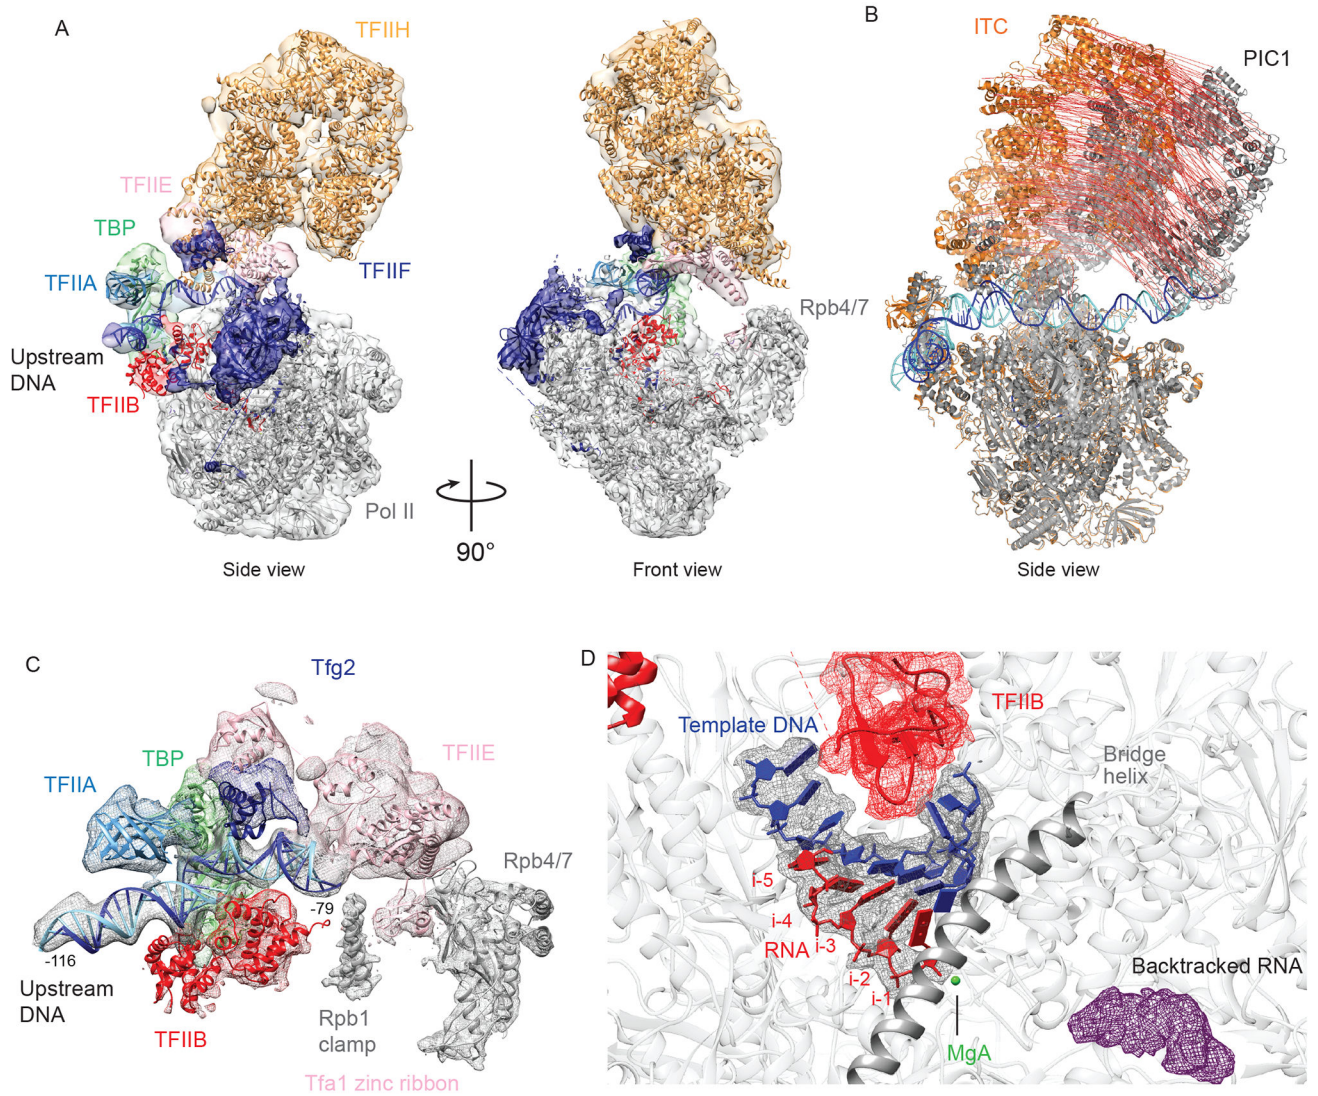 A
TFIIH
TFIIE
TBP
TFIIA
TFIIF
Upstream
DNA
TFIIB
Pol II
Rpb4/7
90°
Side view
Front view
B
ITC
PIC1
Side view
C
Tfg2
TBP
TFIIE
TFIIA
Rpb4/7
-79
-116
Upstream
DNA
TFIIB
Rpb1
clamp
Tfa1 zinc ribbon
D
TFIIB
Template DNA
Bridge
helix
i-5
i-4
RNA
i-3
i-2
i-1
Backtracked RNA
MgA